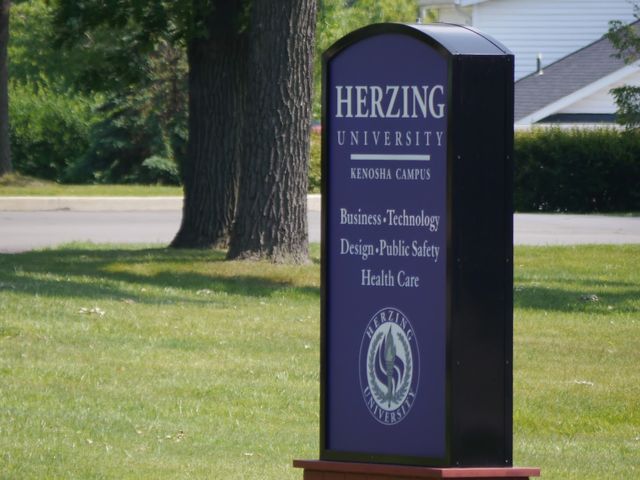 HERZING
UNIVERSITY
KENOSHA CAMPUS
Business • Technology
Design • Public Safety
Health Care
HERZING
UNIVERSITY